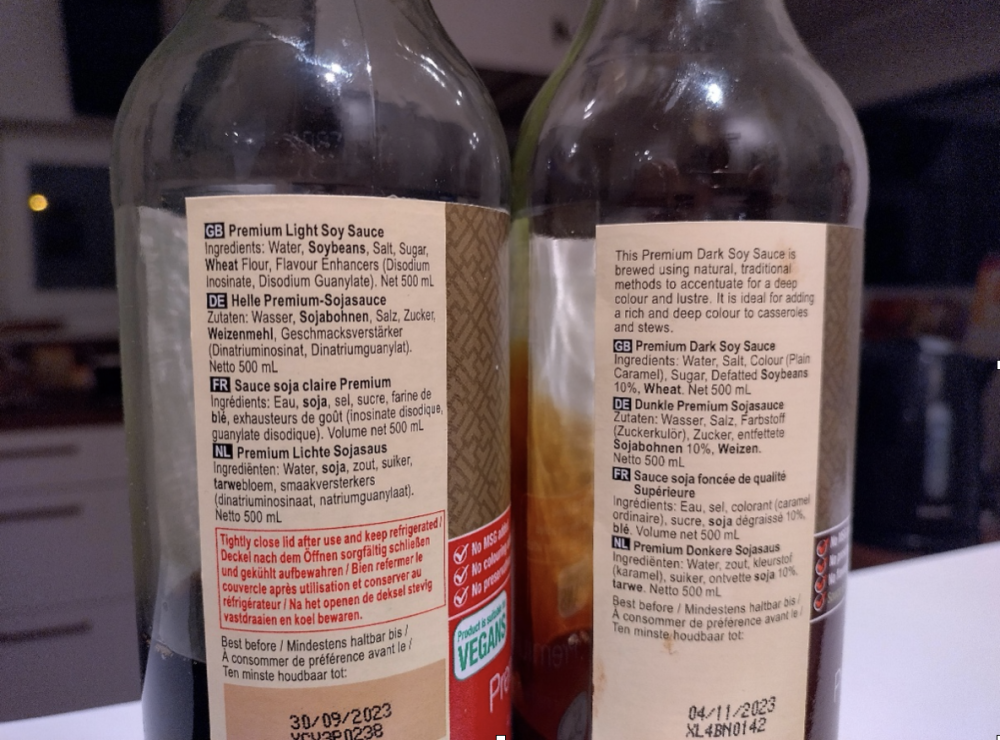 GB Premium Light Soy Sauce
Ingredients: Water, Soybeans, Salt, Sugar,
Wheat Flour, Flavour Enhancers (Disodium
Inosinate, Disodium Guanylate). Net 500 mL
DE Helle Premium-Sojasauce
Zutaten: Wasser, Sojabohnen, Salz, Zucker,
Weizenmehl, Geschmacksverstärker
(Dinatriuminosinat, Dinatriumguanylat).
Netto 500 mL
FR Sauce soja claire Premium
Ingrédients: Eau, soja, sel, sucre, farine de
blé, exhausteurs de goût (inosinate disodique,
guanylate disodique). Volume net 500 mL
NL Premium Lichte Sojasaus
Ingrediënten: Water, soja, zout, suiker,
tarwebloem, smaakversterkers
(dinatriuminosinaat, natriumguanylaat).
Netto 500 mL
Tightly close lid after use and keep refrigerated /
Deckel nach dem Öffnen sorgfältig schließen
und gekühlt aufbewahren / Bien refermer le
couvercle après utilisation et conserver au
réfrigérateur / Na het openen de deksel stevig
vastdraaien en koel bewaren.
Best before / Mindestens haltbar bis /
À consommer de préférence avant le /
Ten minste houdbaar tot:
30/09/2023
No MSG
No
No
Product is
VEGANS
This Premium Dark Soy Sauce is
brewed using natural, traditional
methods to accentuate for a deep
colour and lustre. It is ideal for adding
a rich and deep colour to casseroles
and stews.
GB Premium Dark Soy Sauce
Ingredients: Water, Salt, Colour (Plain
Caramel), Sugar, Defatted Soybeans
10%, Wheat. Net 500 mL
DE Dunkle Premium Sojasauce
Zutaten: Wasser, Salz, Farbstoff
(Zuckerkulör), Zucker, entfettete
Sojabohnen 10%, Weizen.
Netto 500 mL
FR Sauce soja foncée de qualité
Supérieure
Ingrédients: Eau, sel, colorant (caramel
ordinaire), sucre, soja dégraissé 10%,
blé. Volume net 500 mL
NL Premium Donkere Sojasaus
Ingrediënten: Water, zout, kleurstof
(karamel), suiker, ontvette soja 10%,
tarwe. Netto 500 mL
Best before / Mindestens haltbar bis /
À consommer de préférence avant le /
Ten minste houdbaar tot:
04/11/2023
XL4BN0142